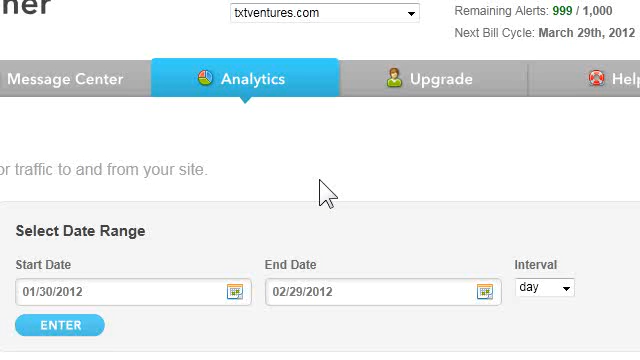 txtventures.com
Remaining Alerts: 999 / 1,000
Next Bill Cycle: March 29th, 2012
Message Center
Analytics
Upgrade
Help
or traffic to and from your site.
Select Date Range
Start Date
End Date
Interval
01/30/2012
02/29/2012
day
ENTER